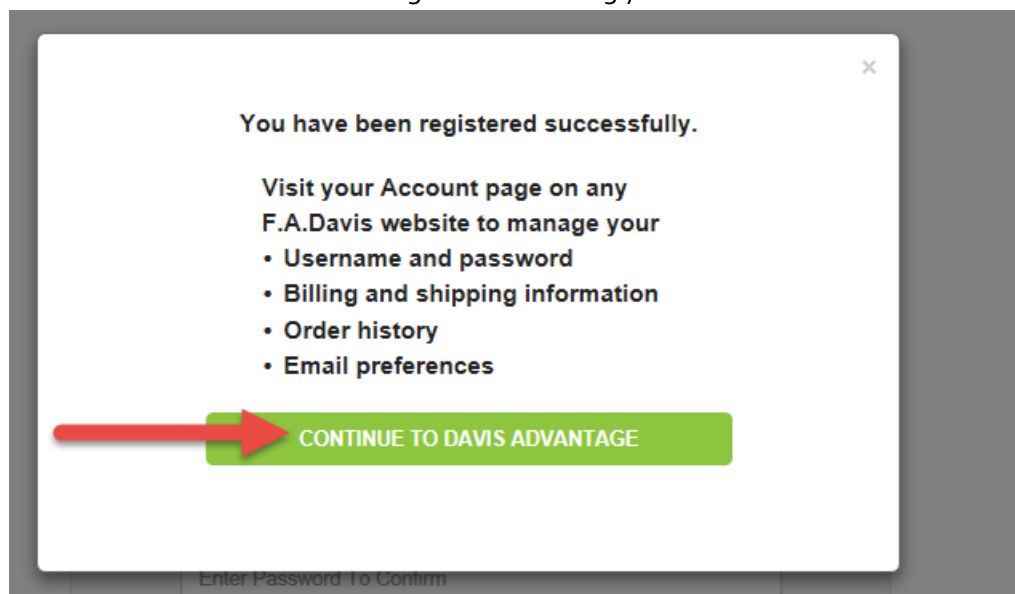 ×
You have been registered successfully.
Visit your Account page on any
F.A.Davis website to manage your
• Username and password
• Billing and shipping information
• Order history
• Email preferences
CONTINUE TO DAVIS ADVANTAGE
Enter Password To Confirm